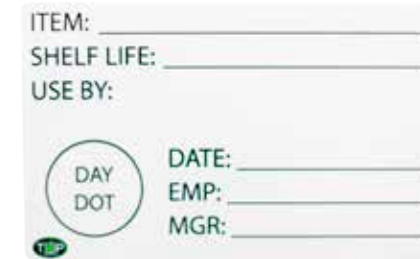 ITEM:
SHELF LIFE:
USE BY:
DAY
DOT
DATE:
EMP:
MGR: